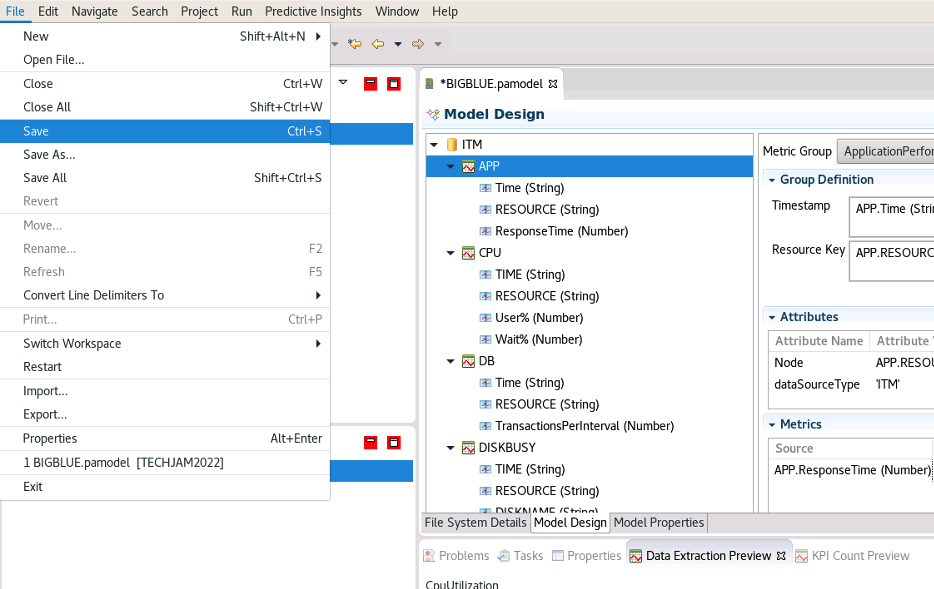 File Edit Navigate Search Project Run Predictive Insights Window Help
New Shift+Alt+N
Open File...
Close Ctrl+W
Close All Shift+Ctrl+W
Save Ctrl+S
Save As...
Save All Shift+Ctrl+S
Revert
Move...
Rename... F2
Refresh F5
Convert Line Delimiters To
Print... Ctrl+P
Switch Workspace
Restart
Import...
Export...
Properties Alt+Enter
1 BIGBLUE.pamodel [TECHJAM2022]
Exit
*BIGBLUE.pamodel
Model Design
ITM
APP
Time (String)
RESOURCE (String)
ResponseTime (Number)
CPU
TIME (String)
RESOURCE (String)
User% (Number)
Wait% (Number)
DB
Time (String)
RESOURCE (String)
TransactionsPerInterval (Number)
DISKBUSY
TIME (String)
RESOURCE (String)
DISKNAME (String)
Metric Group ApplicationPerfor
Group Definition
Timestamp APP.Time (Strin
Resource Key APP.RESOURC
Attributes
Attribute Name Attribute V
Node APP.RESOU
dataSourceType 'ITM'
Metrics
Source
APP.ResponseTime (Number)
File System Details Model Design Model Properties
Problems Tasks Properties Data Extraction Preview KPI Count Preview
CpuUtilization